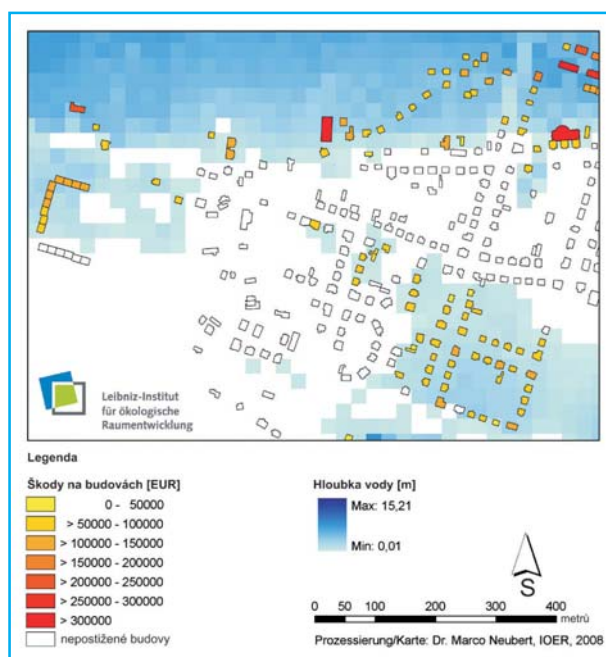 Leibniz-Institut
für ökologische
Raumentwicklung
Legenda
Škody na budovách [EUR]
0 - 50000
> 50000 - 100000
> 100000 - 150000
> 150000 - 200000
> 200000 - 250000
> 250000 - 300000
> 300000
nepostižené budovy
Hloubka vody [m]
Max: 15,21
Min: 0,01
S
0 50 100 200 300 400
metrů
Prozessierung/Karte: Dr. Marco Neubert, IOER, 2008